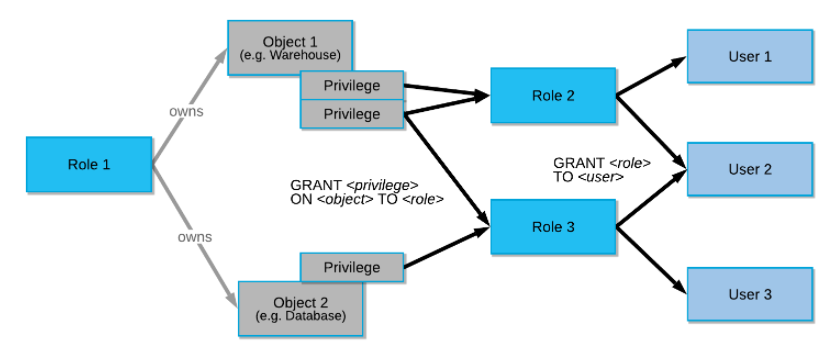 Object 1
(e.g. Warehouse)
Privilege
Privilege
owns
Role 1
owns
GRANT <privilege>
ON <object> TO <role>
Privilege
Object 2
(e.g. Database)
Role 2
Role 3
GRANT <role>
TO <user>
User 1
User 2
User 3